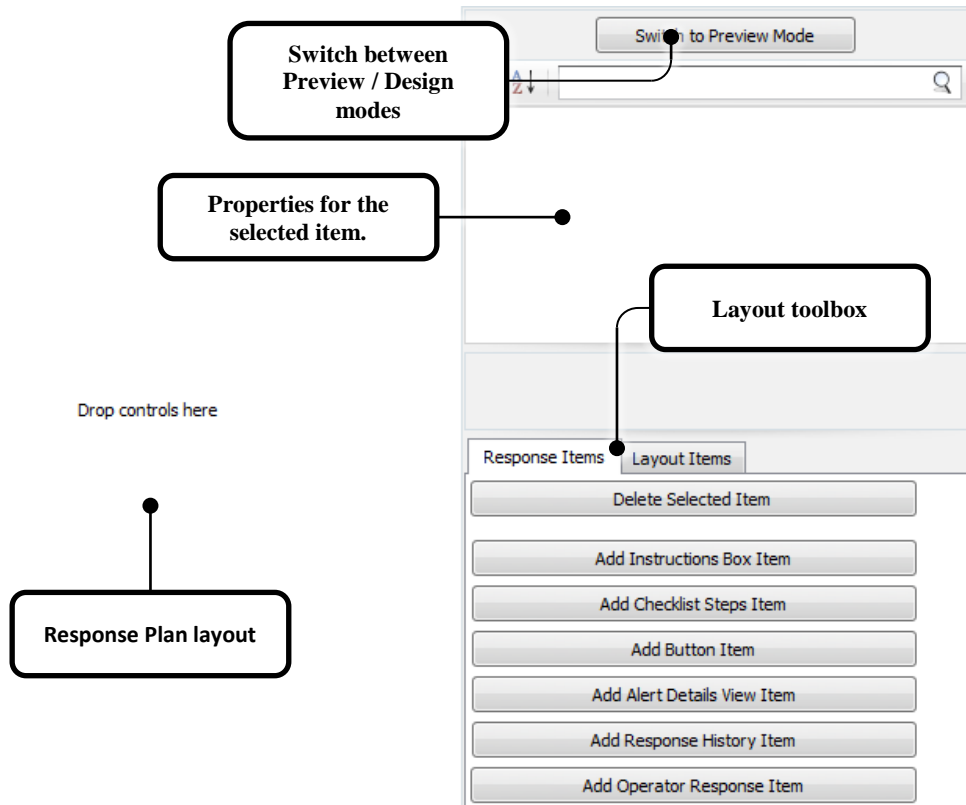 Switch to Preview Mode
Switch between
Preview / Design
modes
Properties for the
selected item.
Layout toolbox
Drop controls here
Response Items
Layout Items
Delete Selected Item
Add Instructions Box Item
Add Checklist Steps Item
Response Plan layout
Add Button Item
Add Alert Details View Item
Add Response History Item
Add Operator Response Item